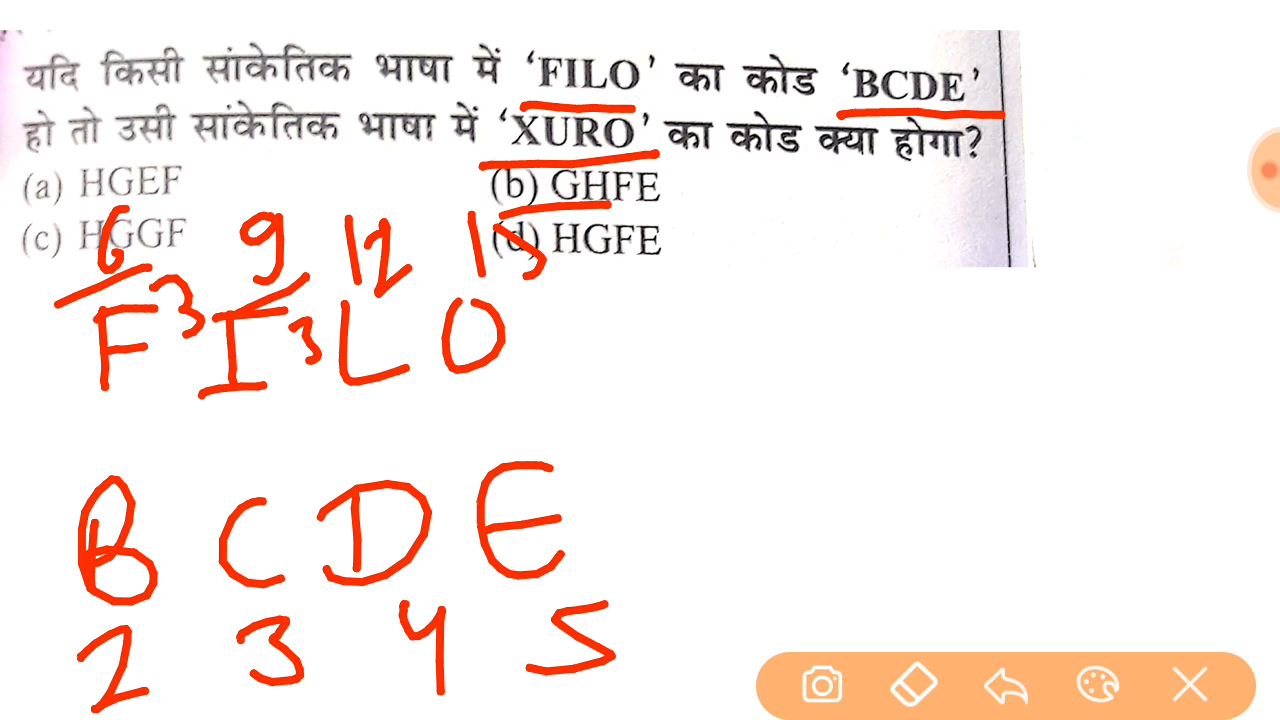 यदि किसी सांकेतिक भाषा में ‘FILO’ का कोड ‘BCDE’
हो तो उसी सांकेतिक भाषा में ‘XURO’ का कोड क्या होगा?
(a) HGEF (b) GHFE
(c) HGGF (d) HGFE
6 9 12 15
F 3 I 3 L O
B C D E
2 3 4 5